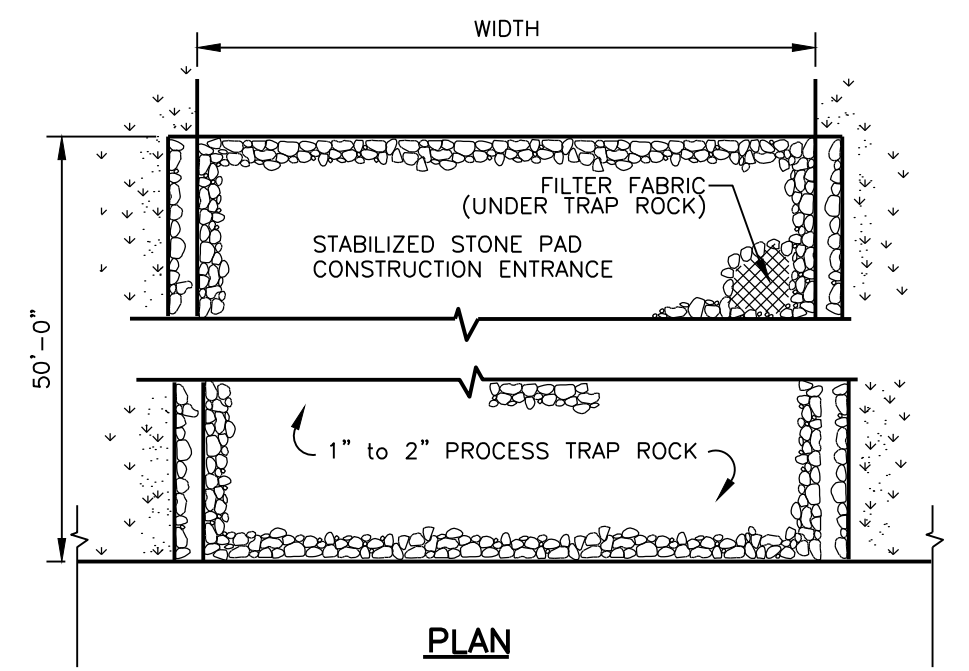 WIDTH
FILTER FABRIC
(UNDER TRAP ROCK)
STABILIZED STONE PAD
CONSTRUCTION ENTRANCE
50'-0"
1" to 2" PROCESS TRAP ROCK
PLAN